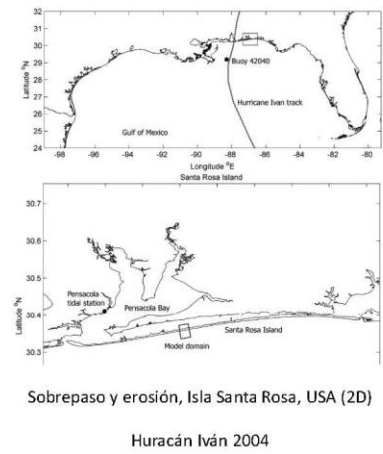 32
31
30
29
28
27
26
25
24
Latitude °N
Buoy 42040
Hurricane Ivan track
Gulf of Mexico
-98 -96 -94 -92 -90 -88 -86 -84 -82 -80
Longitude °E
Santa Rosa Island
30.7
30.6
30.5
30.4
30.3
Latitude °N
Pensacola
tidal station
Pensacola Bay
Santa Rosa Island
Model domain
Sobrepaso y erosión, Isla Santa Rosa, USA (2D)
Huracán Iván 2004